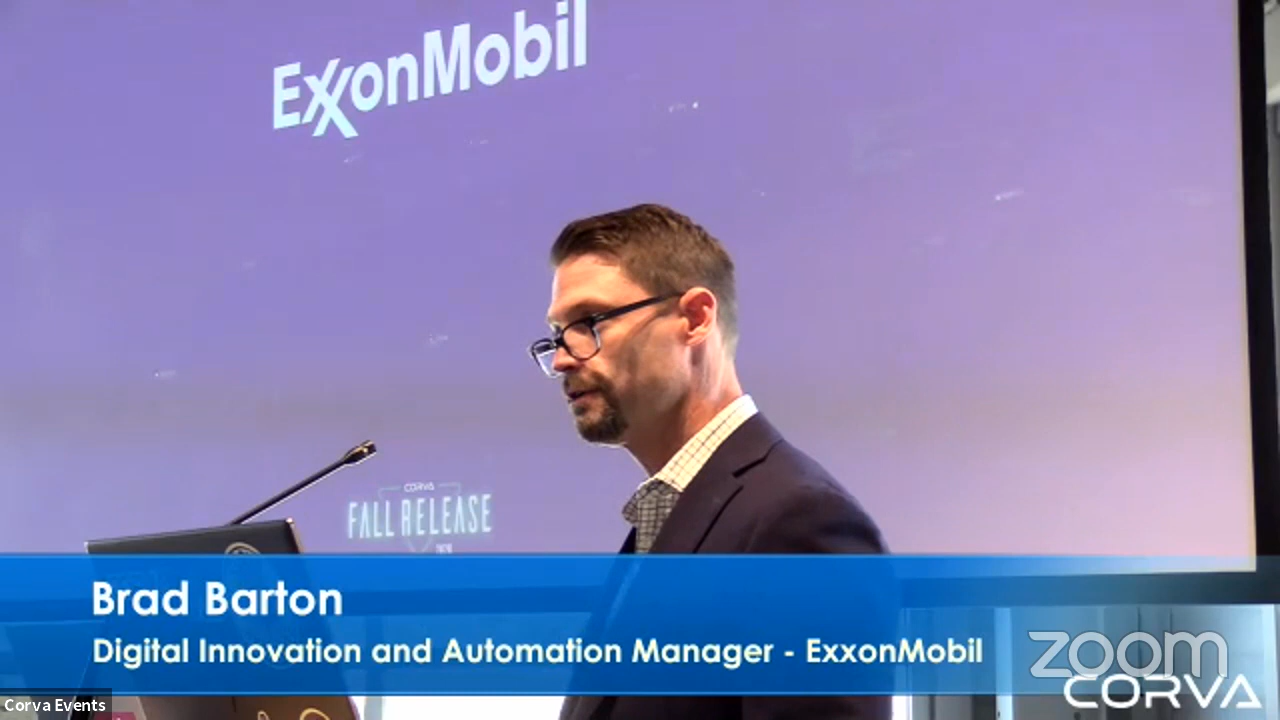 ExxonMobil
CORVA
FALL RELEASE
Brad Barton
Digital Innovation and Automation Manager - ExxonMobil
zoom
CORVA
Corva Events